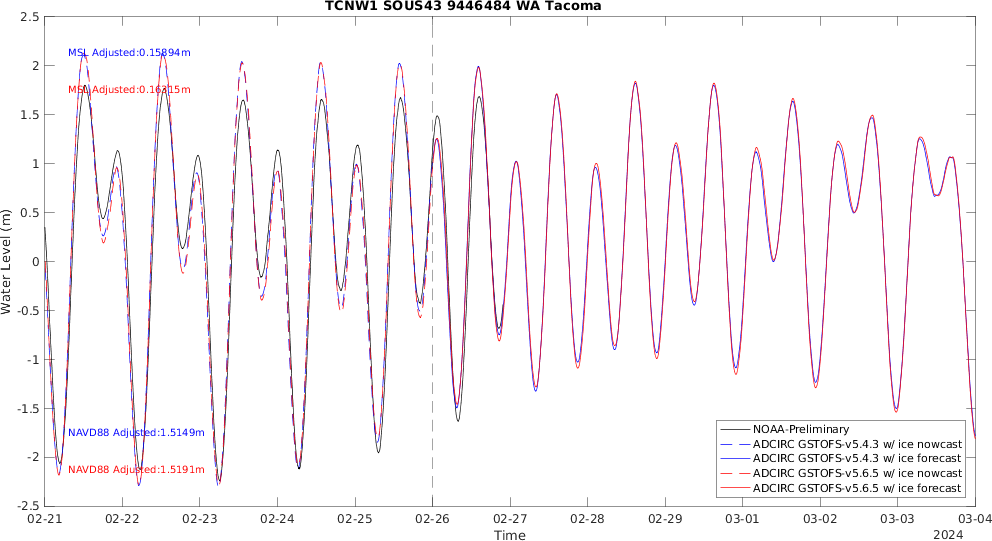 TCNW1 SOUS43 9446484 WA Tacoma
2.5
2
1.5
1
0.5
0
-0.5
-1
-1.5
-2
-2.5
Water Level (m)
MSL Adjusted:0.15894m
MSL Adjusted:0.16315m
NAVD88 Adjusted:1.5149m
NAVD88 Adjusted:1.5191m
NOAA-Preliminary
ADCIRC GSTOFS-v5.4.3 w/ ice nowcast
ADCIRC GSTOFS-v5.4.3 w/ ice forecast
ADCIRC GSTOFS-v5.6.5 w/ ice nowcast
ADCIRC GSTOFS-v5.6.5 w/ ice forecast
02-21 02-22 02-23 02-24 02-25 02-26 02-27 02-28 02-29 03-01 03-02 03-03 03-04
Time
2024